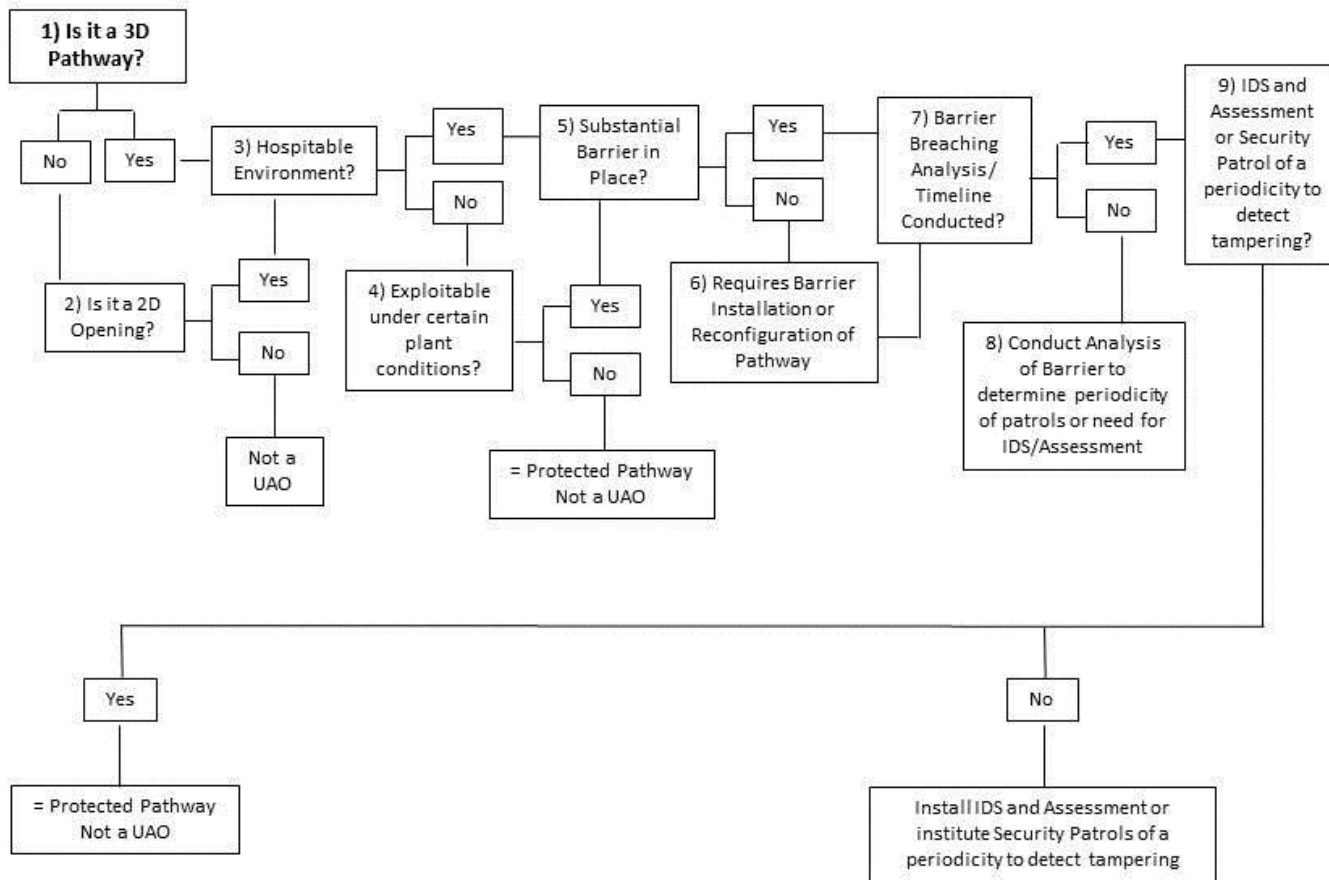 1) Is it a 3D
Pathway?
No
Yes
2) Is it a 2D
Opening?
Yes
No
Not a
UAO
3) Hospitable
Environment?
Yes
No
4) Exploitable
under certain
plant
conditions?
Yes
No
= Protected Pathway
Not a UAO
5) Substantial
Barrier in
Place?
Yes
No
6) Requires Barrier
Installation or
Reconfiguration of
Pathway
7) Barrier
Breaching
Analysis/
Timeline
Conducted?
Yes
No
8) Conduct Analysis
of Barrier to
determine periodicity
of patrols or need for
IDS/Assessment
9) IDS and
Assessment
or Security
Patrol of a
periodicity to
detect
tampering?
Yes
= Protected Pathway
Not a UAO
No
Install IDS and Assessment or
institute Security Patrols of a
periodicity to detect tampering